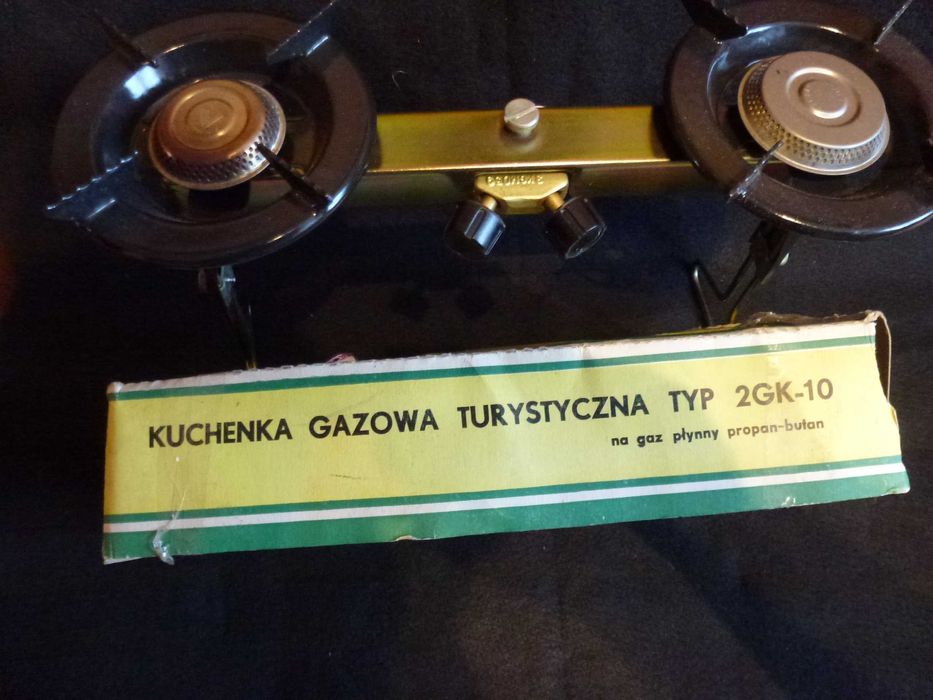 KUCHENKA GAZOWA TURYSTYCZNA TYP 2GK-10
na gaz płynny propan-butan